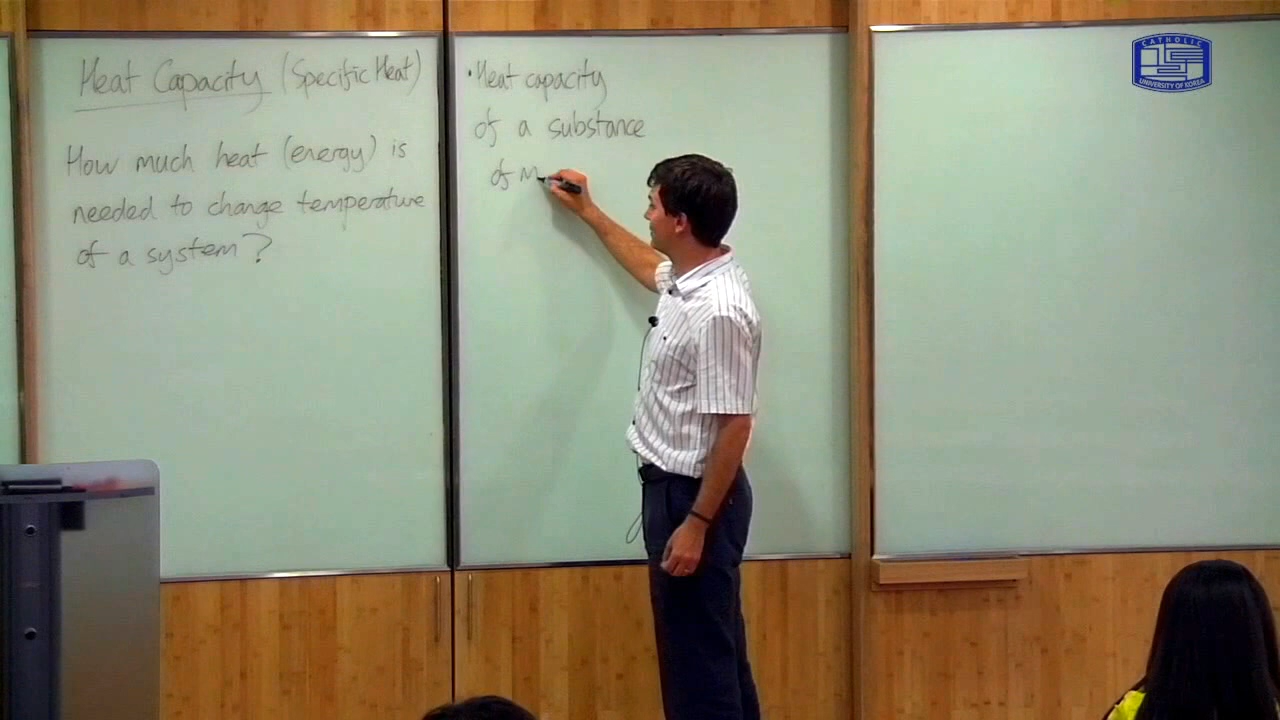 Heat Capacity (Specific Heat)
How much heat (energy) is
needed to change temperature
of a system?
• Heat capacity
of a substance
of m
CATHOLIC
UNIVERSITY OF KOREA